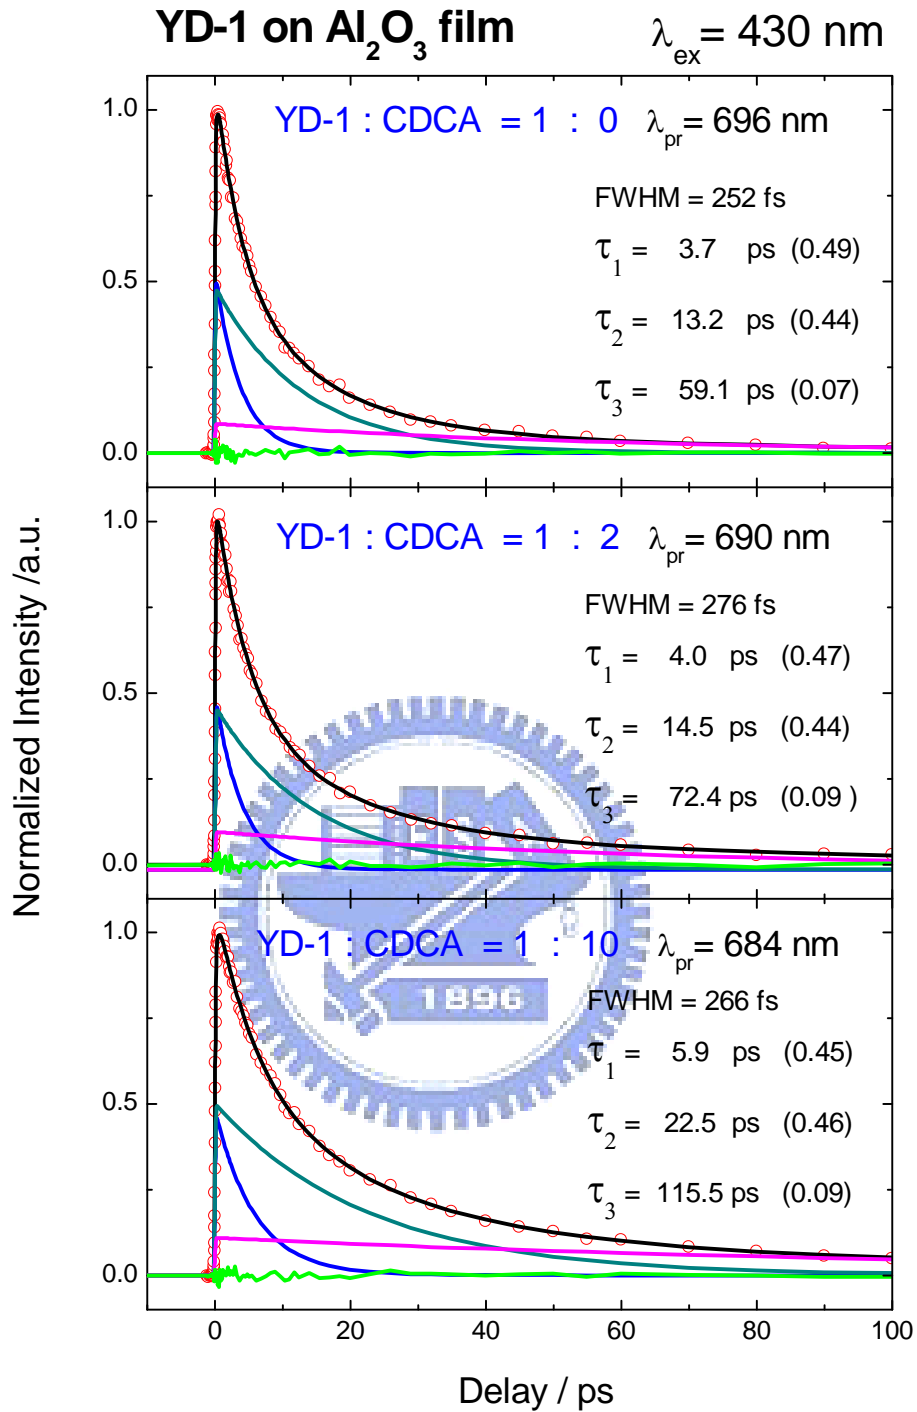 YD-1 on Al₂O₃ film λex = 430 nm
YD-1 : CDCA = 1 : 0 λpr = 696 nm
FWHM = 252 fs
τ₁ = 3.7 ps (0.49)
τ₂ = 13.2 ps (0.44)
τ₃ = 59.1 ps (0.07)
1.0
0.5
0.0
YD-1 : CDCA = 1 : 2 λpr = 690 nm
FWHM = 276 fs
τ₁ = 4.0 ps (0.47)
τ₂ = 14.5 ps (0.44)
τ₃ = 72.4 ps (0.09 )
1.0
0.5
0.0
YD-1 : CDCA = 1 : 10 λpr = 684 nm
1896
FWHM = 266 fs
τ₁ = 5.9 ps (0.45)
τ₂ = 22.5 ps (0.46)
τ₃ = 115.5 ps (0.09)
1.0
0.5
0.0
0 20 40 60 80 100
Normalized Intensity /a.u.
Delay / ps